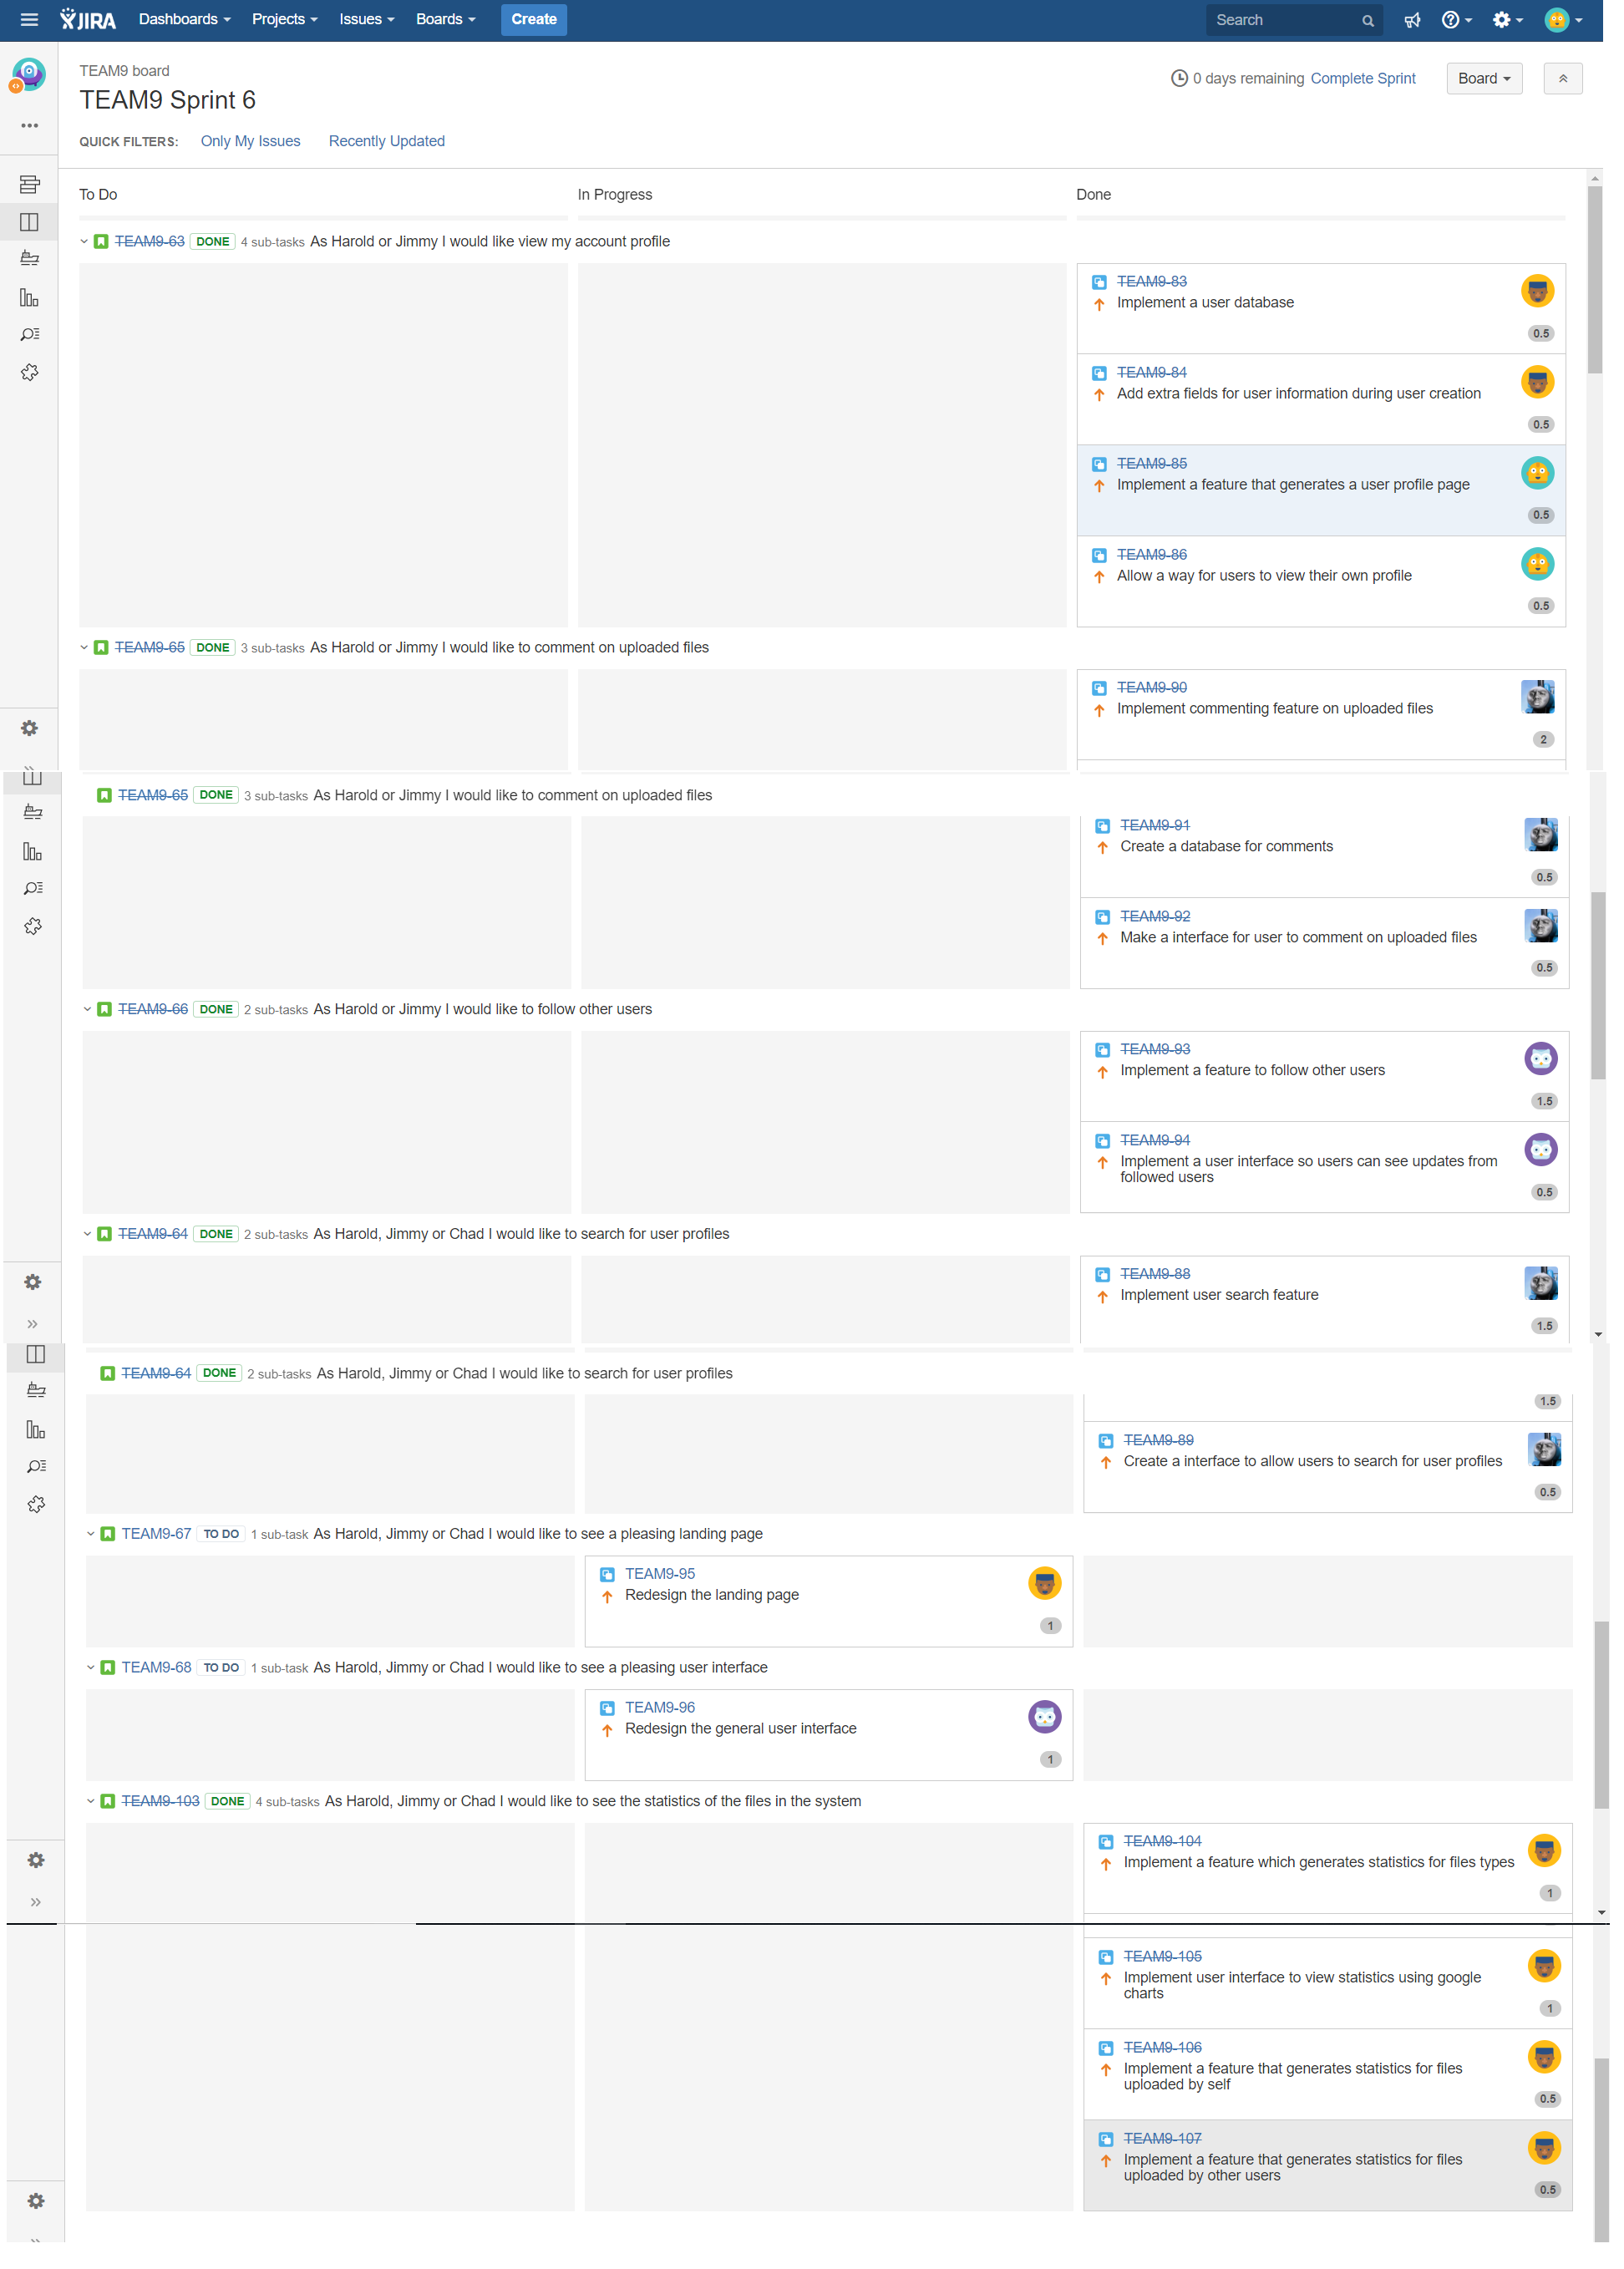 JIRA Dashboards Projects Issues Boards Create Search
TEAM9 board
TEAM9 Sprint 6
0 days remaining Complete Sprint Board
QUICK FILTERS: Only My Issues Recently Updated
To Do In Progress Done
TEAM9-63 DONE 4 sub-tasks As Harold or Jimmy I would like view my account profile
TEAM9-83
Implement a user database
0.5
TEAM9-84
Add extra fields for user information during user creation
0.5
TEAM9-85
Implement a feature that generates a user profile page
0.5
TEAM9-86
Allow a way for users to view their own profile
0.5
TEAM9-65 DONE 3 sub-tasks As Harold or Jimmy I would like to comment on uploaded files
TEAM9-90
Implement commenting feature on uploaded files
2
TEAM9-65 DONE 3 sub-tasks As Harold or Jimmy I would like to comment on uploaded files
TEAM9-91
Create a database for comments
0.5
TEAM9-92
Make a interface for user to comment on uploaded files
0.5
TEAM9-66 DONE 2 sub-tasks As Harold or Jimmy I would like to follow other users
TEAM9-93
Implement a feature to follow other users
1.5
TEAM9-94
Implement a user interface so users can see updates from
followed users
0.5
TEAM9-64 DONE 2 sub-tasks As Harold, Jimmy or Chad I would like to search for user profiles
TEAM9-88
Implement user search feature
1.5
TEAM9-64 DONE 2 sub-tasks As Harold, Jimmy or Chad I would like to search for user profiles
1.5
TEAM9-89
Create a interface to allow users to search for user profiles
0.5
TEAM9-67 TO DO 1 sub-task As Harold, Jimmy or Chad I would like to see a pleasing landing page
TEAM9-95
Redesign the landing page
1
TEAM9-68 TO DO 1 sub-task As Harold, Jimmy or Chad I would like to see a pleasing user interface
TEAM9-96
Redesign the general user interface
1
TEAM9-103 DONE 4 sub-tasks As Harold, Jimmy or Chad I would like to see the statistics of the files in the system
TEAM9-104
Implement a feature which generates statistics for files types
1
TEAM9-105
Implement user interface to view statistics using google
charts
1
TEAM9-106
Implement a feature that generates statistics for files
uploaded by self
0.5
TEAM9-107
Implement a feature that generates statistics for files
uploaded by other users
0.5